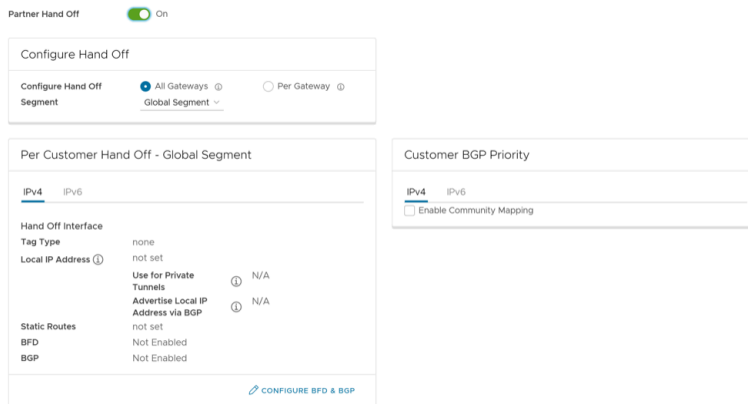 Partner Hand Off On
Configure Hand Off
Configure Hand Off All Gateways Per Gateway
Segment Global Segment
Per Customer Hand Off - Global Segment
IPv4 IPv6
Hand Off Interface
Tag Type none
Local IP Address not set
Use for Private
Tunnels
N/A
Advertise Local IP
Address via BGP
N/A
Static Routes not set
BFD Not Enabled
BGP Not Enabled
CONFIGURE BFD & BGP
Customer BGP Priority
IPv4 IPv6
Enable Community Mapping